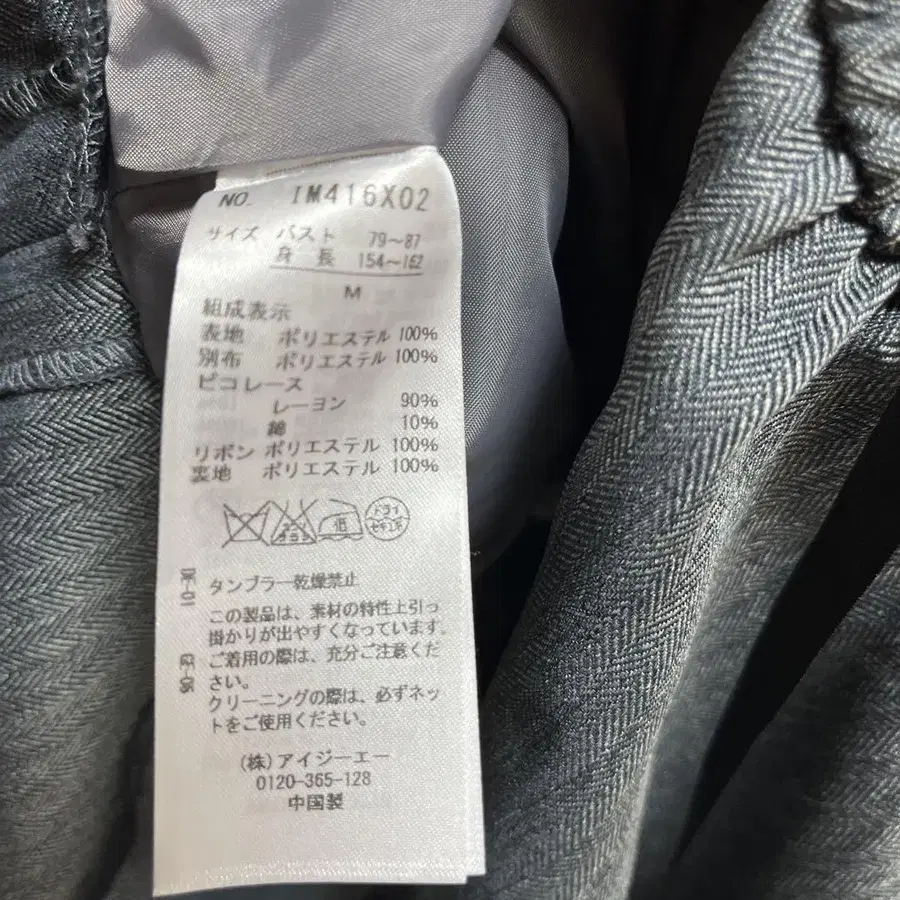 NO. IM416X02
サイズ バスト 79~87
身長 154~162
M
組成表示
表地 ポリエステル 100%
別布 ポリエステル 100%
ピコレース
レーヨン 90%
綿 10%
リボン ポリエステル 100%
裏地 ポリエステル 100%
低
ドライ
セキユ系
タンブラー乾燥禁止
この製品は、素材の特性上引っ
掛かりが出やすくなっています。
ご着用の際は、充分ご注意くだ
さい。
クリーニングの際は、必ずネッ
トをご使用ください。
(株)アイジーエー
0120-365-128
中国製